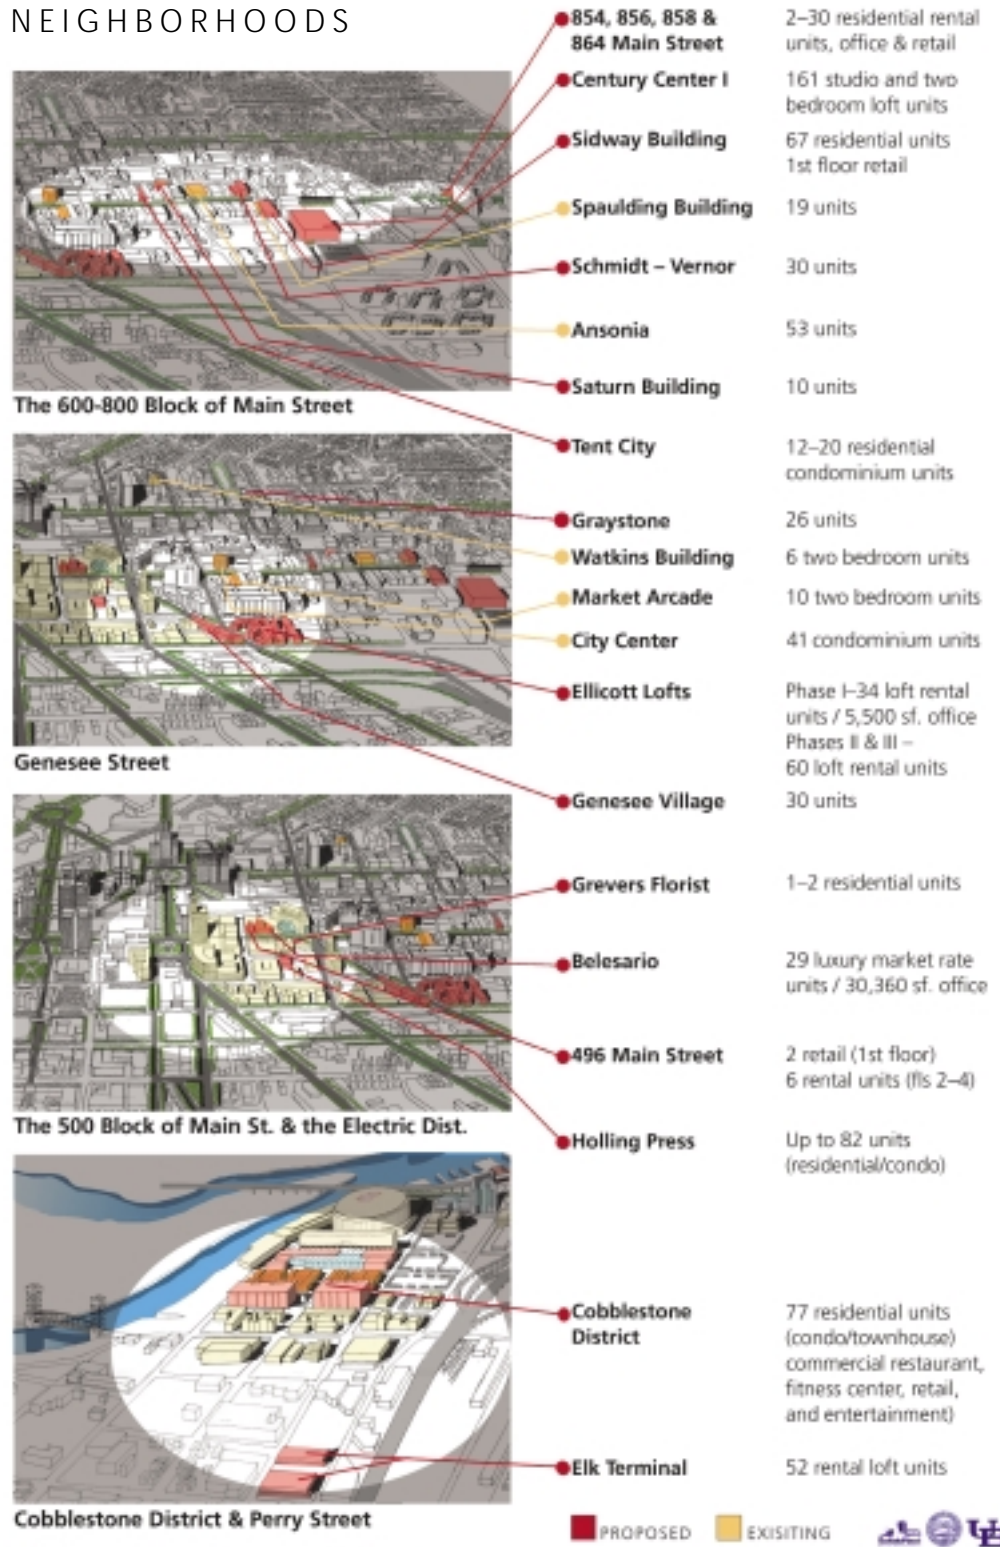 NEIGHBORHOODS
854, 856, 858 &
864 Main Street
2–30 residential rental
units, office & retail
Century Center I
161 studio and two
bedroom loft units
Sidway Building
67 residential units
1st floor retail
Spaulding Building
19 units
Schmidt – Vernor
30 units
Ansonia
53 units
Saturn Building
10 units
The 600-800 Block of Main Street
Tent City
12–20 residential
condominium units
Graystone
26 units
Watkins Building
6 two bedroom units
Market Arcade
10 two bedroom units
City Center
41 condominium units
Ellicott Lofts
Phase I–34 loft rental
units / 5,500 sf. office
Phases II & III –
60 loft rental units
Genesee Street
Genesee Village
30 units
Grevers Florist
1–2 residential units
Belesario
29 luxury market rate
units / 30,360 sf. office
496 Main Street
2 retail (1st floor)
6 rental units (fls 2–4)
The 500 Block of Main St. & the Electric Dist.
Holling Press
Up to 82 units
(residential/condo)
Cobblestone
District
77 residential units
(condo/townhouse)
commercial restaurant,
fitness center, retail,
and entertainment)
Elk Terminal
52 rental loft units
Cobblestone District & Perry Street
PROPOSED
EXISITING